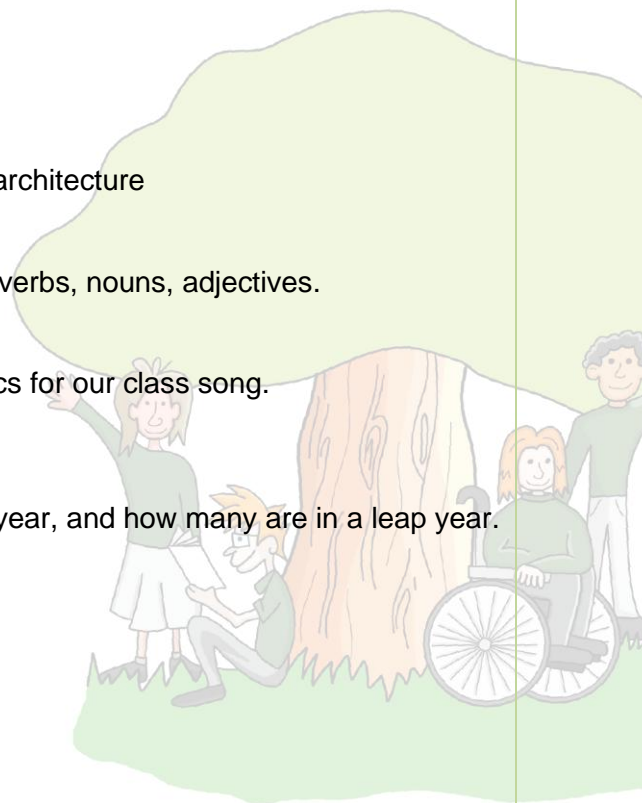 architecture
verbs, nouns, adjectives.
cs for our class song.
year, and how many are in a leap year.